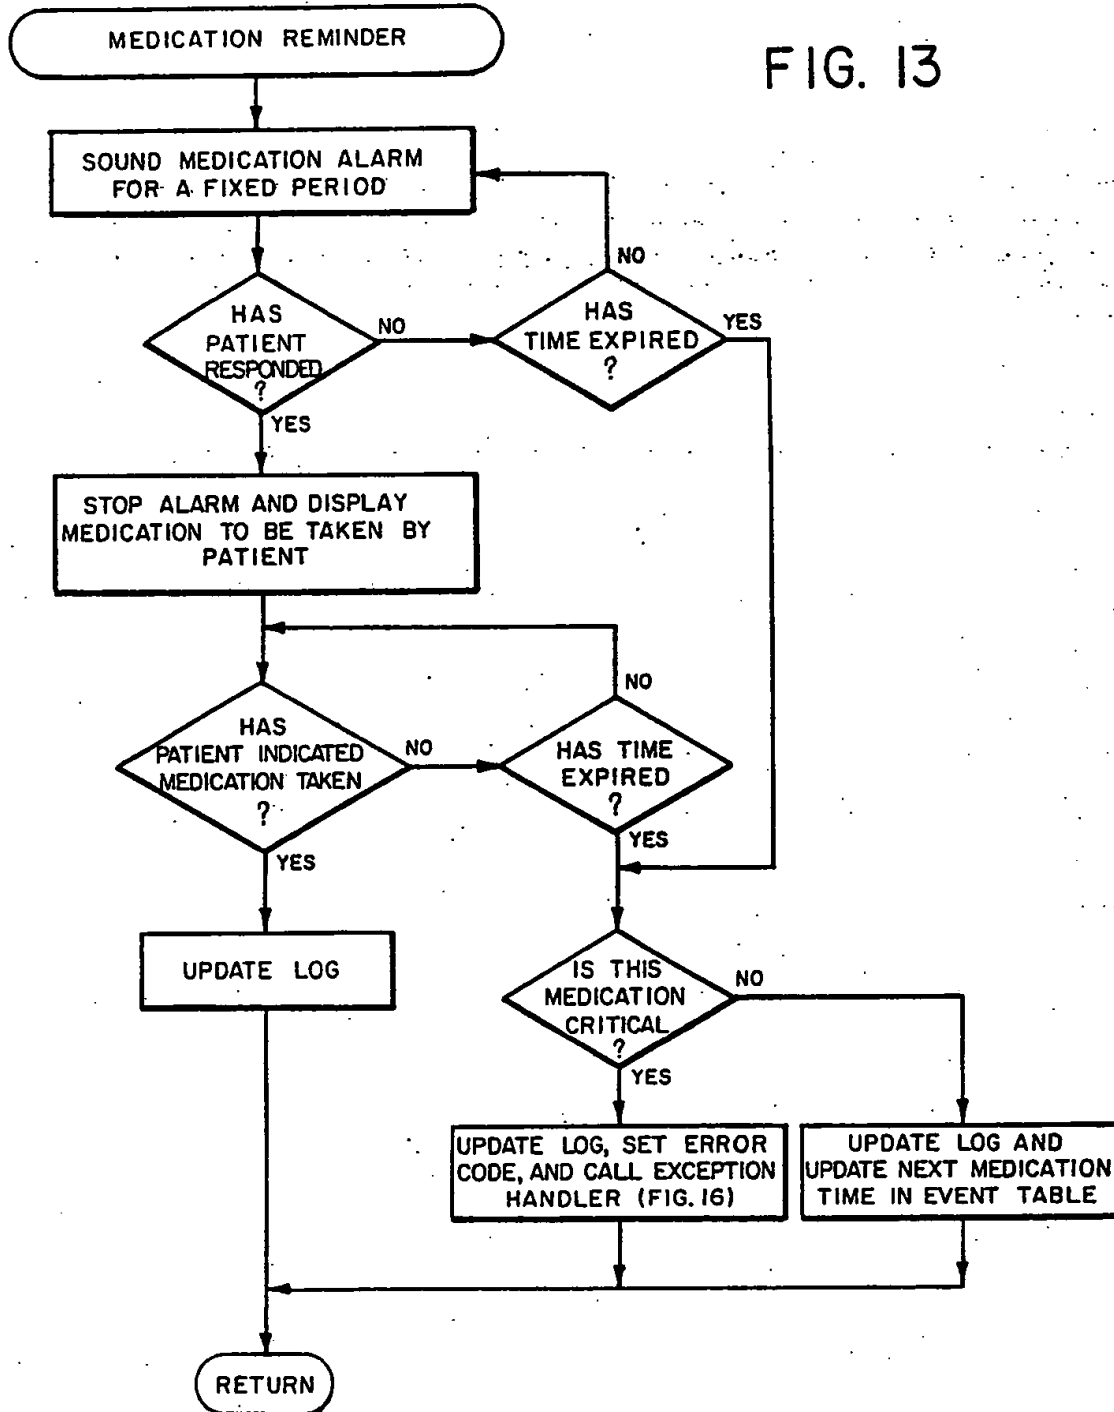 MEDICATION REMINDER
FIG. 13
SOUND MEDICATION ALARM
FOR A FIXED PERIOD
NO
HAS
PATIENT
RESPONDED
?
NO
HAS
TIME EXPIRED
?
YES
YES
STOP ALARM AND DISPLAY
MEDICATION TO BE TAKEN BY
PATIENT
NO
HAS
PATIENT INDICATED
MEDICATION TAKEN
?
NO
HAS TIME
EXPIRED
?
YES
YES
UPDATE LOG
IS THIS
MEDICATION
CRITICAL
?
NO
YES
UPDATE LOG, SET ERROR
CODE, AND CALL EXCEPTION
HANDLER (FIG. 16)
UPDATE LOG AND
UPDATE NEXT MEDICATION
TIME IN EVENT TABLE
RETURN